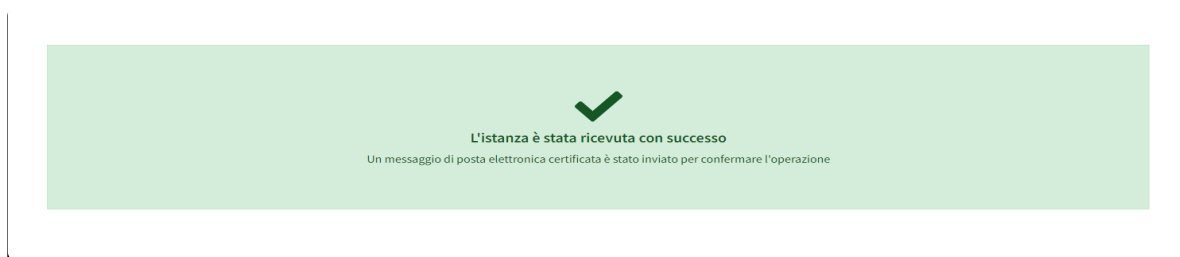 L'istanza è stata ricevuta con successo
Un messaggio di posta elettronica certificata è stato inviato per confermare l'operazione